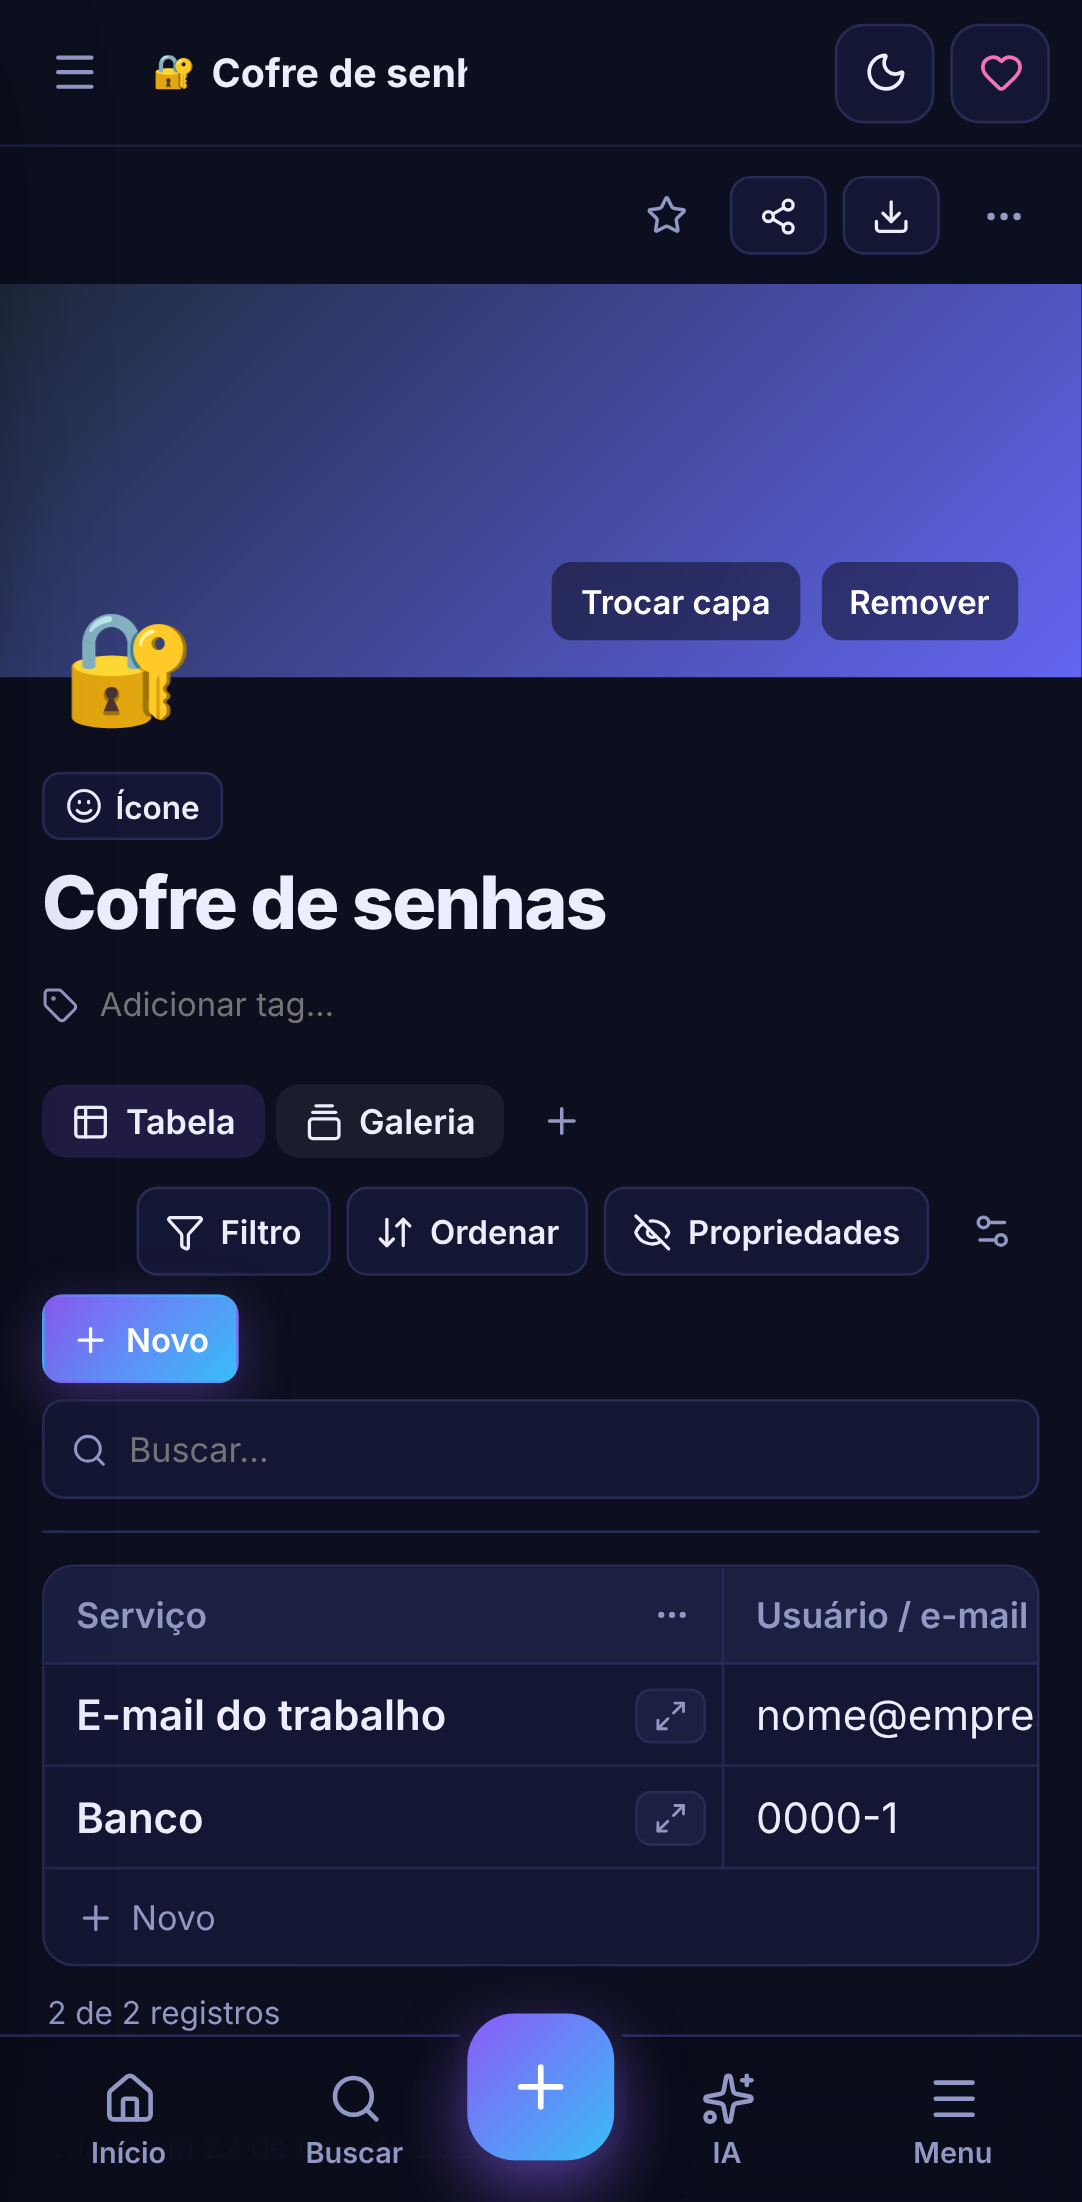 Cofre de senh
Trocar capa
Remover
Ícone
Cofre de senhas
Adicionar tag...
Tabela
Galeria
Filtro
Ordenar
Propriedades
Novo
Buscar...
Serviço
Usuário / e-mail
E-mail do trabalho
nome@empre
Banco
0000-1
Novo
2 de 2 registros
Início
Buscar
IA
Menu